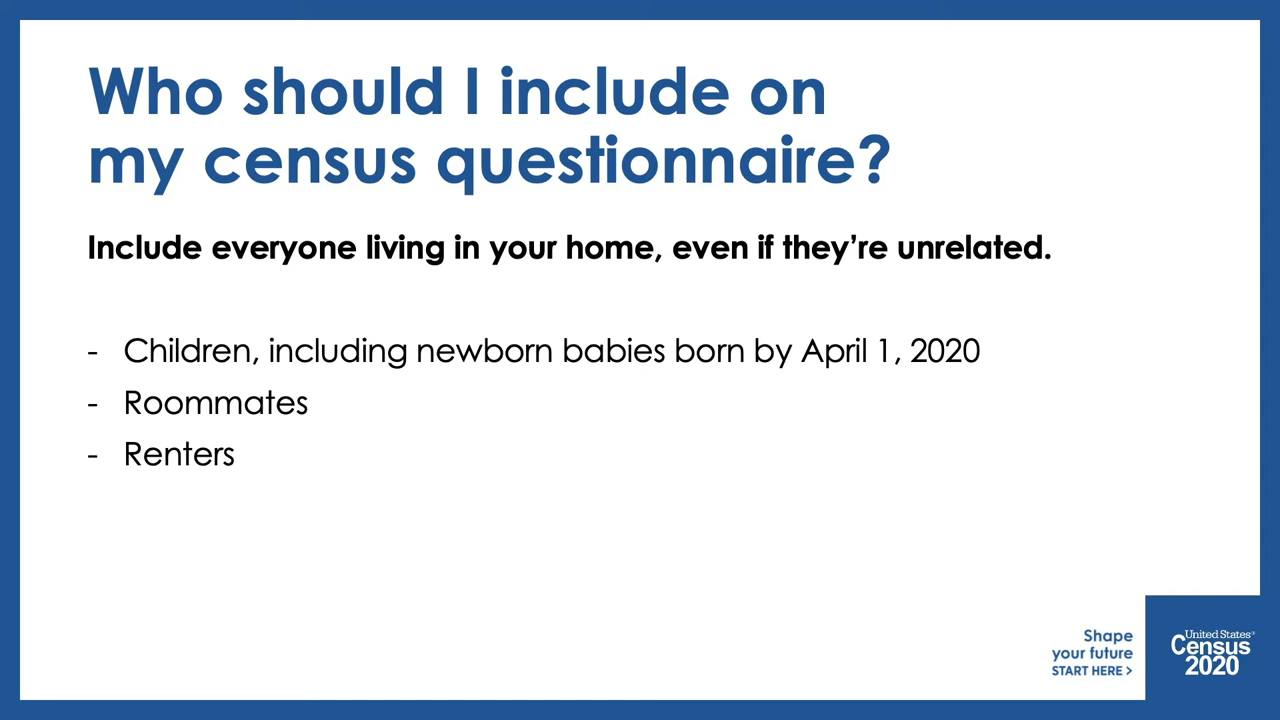 Who should I include on
my census questionnaire?
Include everyone living in your home, even if they’re unrelated.
- Children, including newborn babies born by April 1, 2020
- Roommates
- Renters
Shape
your future
START HERE >
United States®
Census
2020